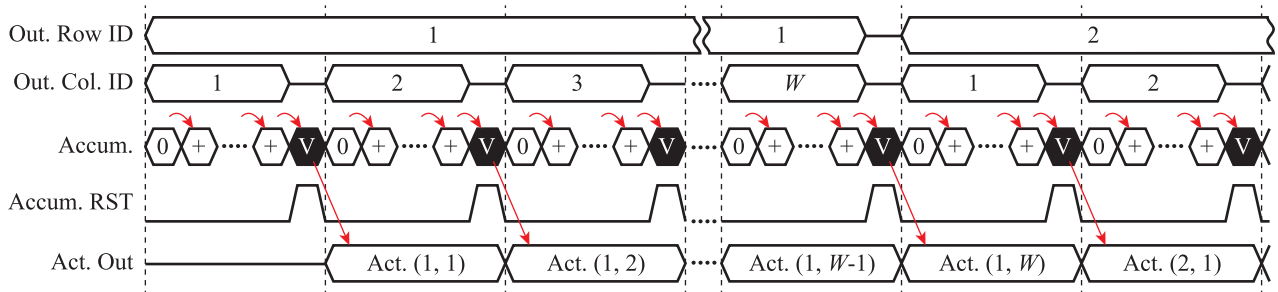 Out. Row ID 1 1 2
Out. Col. ID 1 2 3 W 1 2
Accum. 0 + + V 0 + + V 0 + + V 0 + + V 0 + + V 0 + + V
Accum. RST
Act. Out Act. (1, 1) Act. (1, 2) Act. (1, W-1) Act. (1, W) Act. (2, 1)